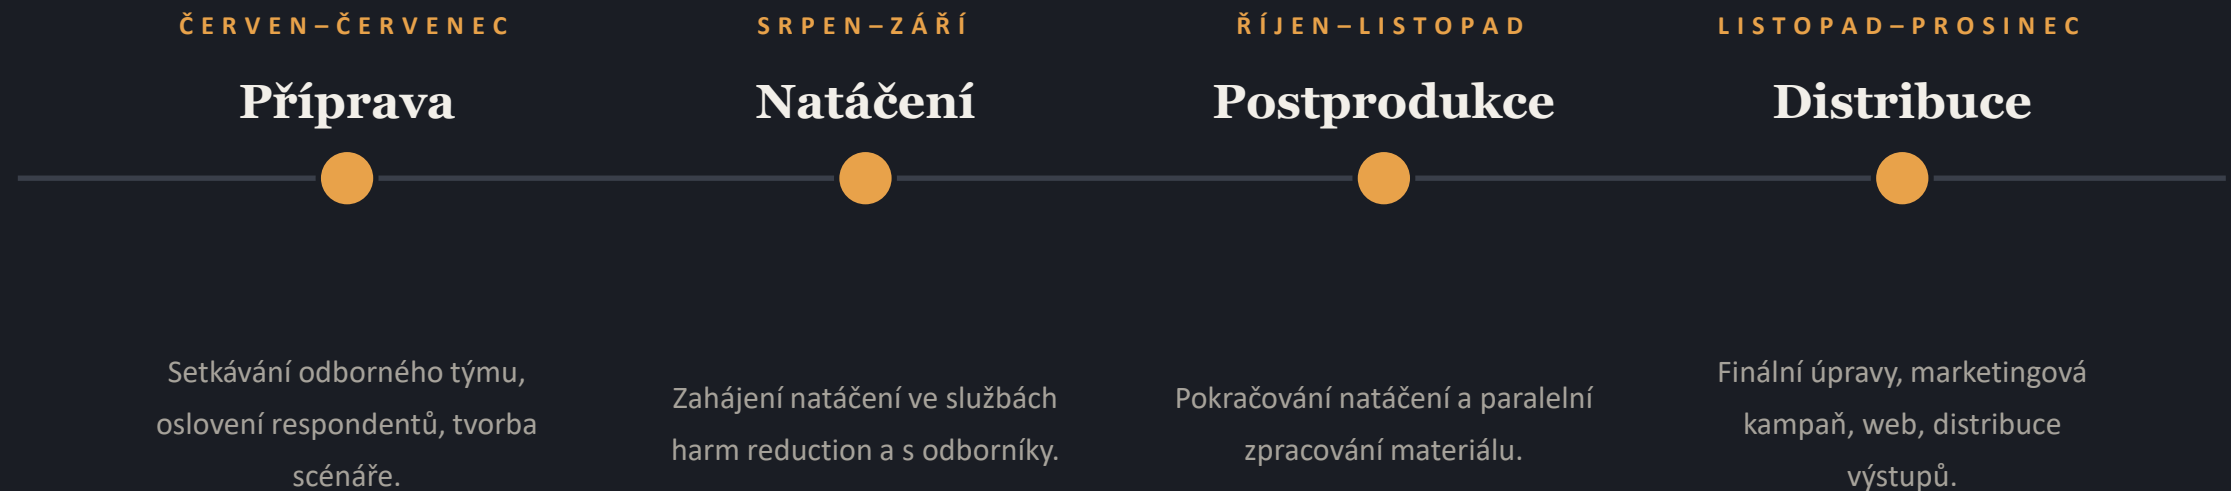 ČERVEN–ČERVENEC
Příprava
Setkávání odborného týmu,
oslovení respondentů, tvorba
scénáře.
SRPEN–ZÁŘÍ
Natáčení
Zahájení natáčení ve službách
harm reduction a s odborníky.
ŘÍJEN–LISTOPAD
Postprodukce
Pokračování natáčení a paralelní
zpracování materiálu.
LISTOPAD–PROSINEC
Distribuce
Finální úpravy, marketingová
kampaň, web, distribuce
výstupů.